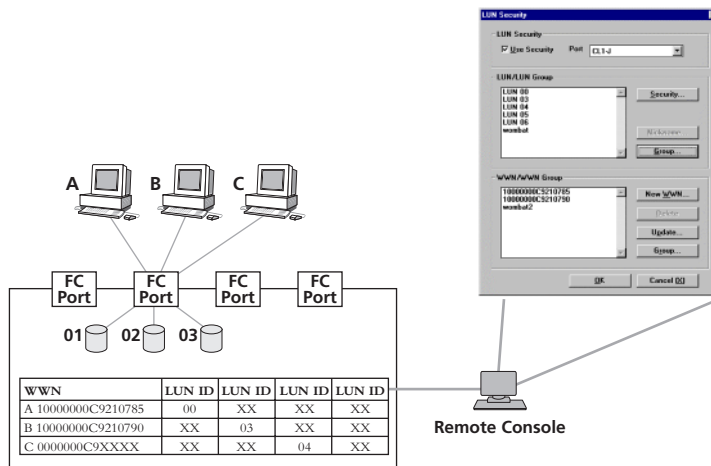 LUN Security
LUN Security
Use Security Port CL1-J
LUN/LUN Group
LUN 00
LUN 03
LUN 04
LUN 05
LUN 06
wombat
Security...
Nickname
Group...
WWN/WWN Group
10000000C9210785
10000000C9210790
wombat2
New WWN...
Delete
Update...
Group...
OK Cancel
A B C
FC Port FC Port FC Port FC Port
01 02 03
WWN LUN ID LUN ID LUN ID LUN ID
A 10000000C9210785 00 XX XX XX
B 10000000C9210790 XX 03 XX XX
C 0000000C9XXXX XX XX 04 XX
Remote Console